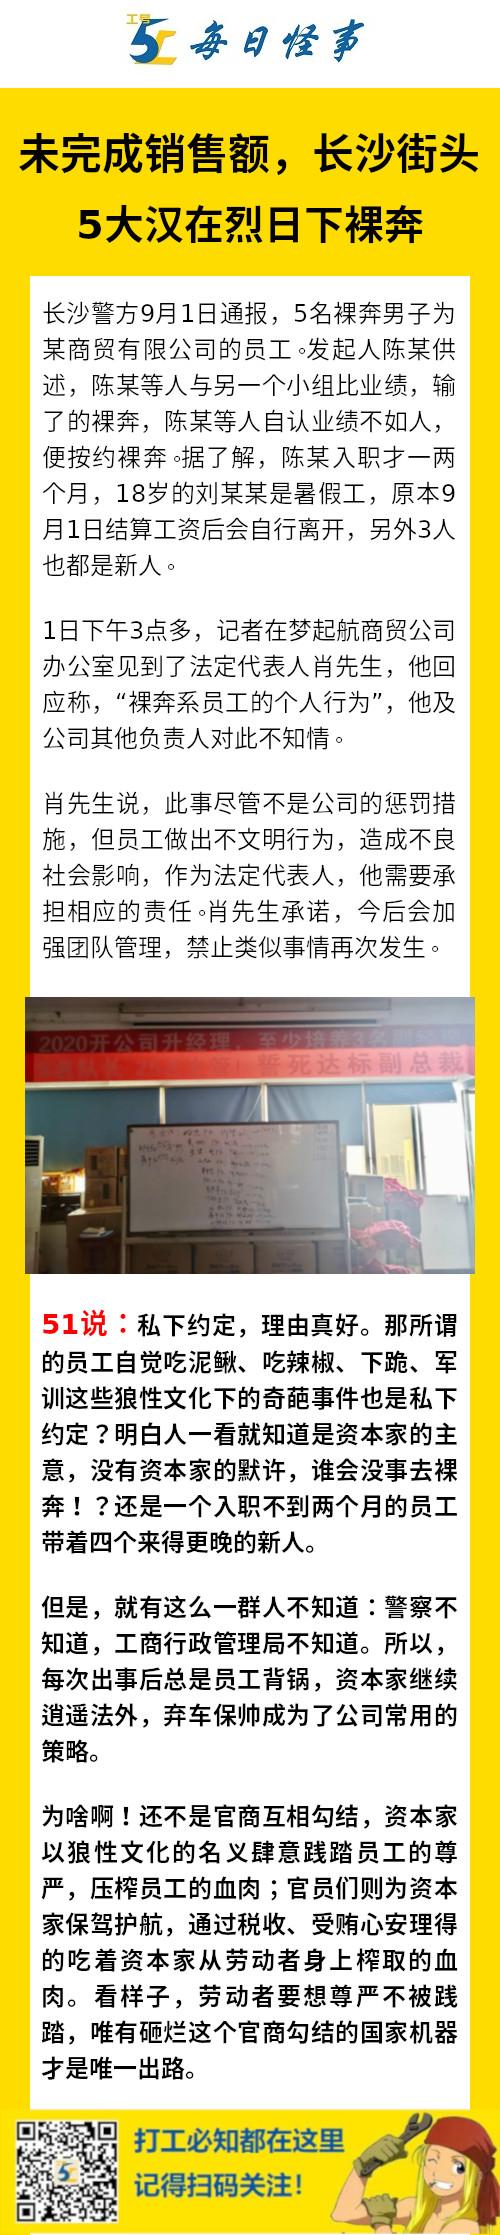 工号
51
每日怪事
未完成销售额，长沙街头
5大汉在烈日下裸奔
长沙警方9月1日通报，5名裸奔男子为
某商贸有限公司的员工。发起人陈某供
述，陈某等人与另一个小组比业绩，输
了的裸奔，陈某等人自认业绩不如人，
便按约裸奔。据了解，陈某入职才一两
个月，18岁的刘某某是暑假工，原本9
月1日结算工资后会自行离开，另外3人
也都是新人。
1日下午3点多，记者在梦起航商贸公司
办公室见到了法定代表人肖先生，他回
应称，“裸奔系员工的个人行为”，他及
公司其他负责人对此不知情。
肖先生说，此事尽管不是公司的惩罚措
施，但员工做出不文明行为，造成不良
社会影响，作为法定代表人，他需要承
担相应的责任。肖先生承诺，今后会加
强团队管理，禁止类似事情再次发生。
2020开公司升经理，至少培养3名副经理
誓死达标副总裁
51说：私下约定，理由真好。那所谓
的员工自觉吃泥鳅、吃辣椒、下跪、军
训这些狼性文化下的奇葩事件也是私下
约定？明白人一看就知道是资本家的主
意，没有资本家的默许，谁会没事去裸
奔！？还是一个入职不到两个月的员工
带着四个来得更晚的新人。
但是，就有这么一群人不知道：警察不
知道，工商行政管理局不知道。所以，
每次出事后总是员工背锅，资本家继续
逍遥法外，弃车保帅成为了公司常用的
策略。
为啥啊！还不是官商互相勾结，资本家
以狼性文化的名义肆意践踏员工的尊
严，压榨员工的血肉；官员们则为资本
家保驾护航，通过税收、受贿心安理得
的吃着资本家从劳动者身上榨取的血
肉。看样子，劳动者要想尊严不被践
踏，唯有砸烂这个官商勾结的国家机器
才是唯一出路。
打工必知都在这里
记得扫码关注！